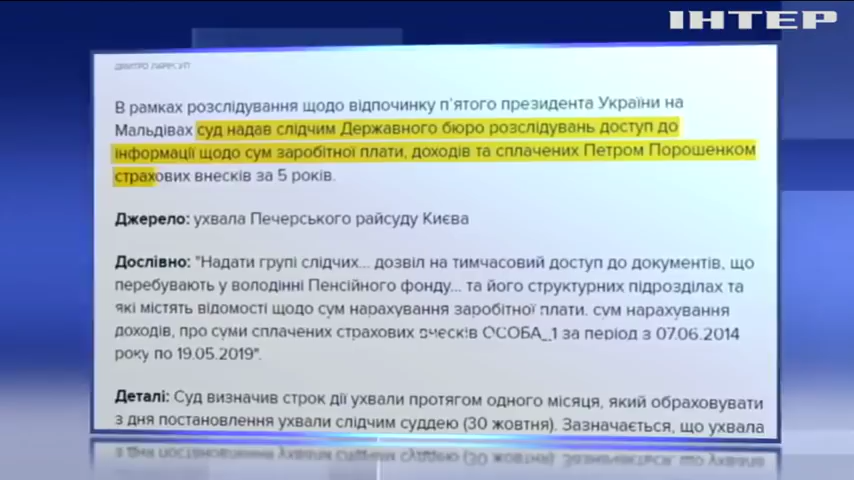 ІНТЕР
В рамках розслідування щодо відпочинку п'ятого президента України на
Мальдівах суд надав слідчим Державного бюро розслідувань доступ до
інформації щодо сум заробітної плати, доходів та сплачених Петром Порошенком
страхових внесків за 5 років.
Джерело: ухвала Печерського райсуду Києва
Дослівно: "Надати групі слідчих... дозвіл на тимчасовий доступ до документів, що
перебувають у володінні Пенсійного фонду... та його структурних підрозділах та
які містять відомості щодо сум нарахування заробітної плати. сум нарахування
доходів, про суми сплачених страхових внесків ОСОБА_1 за період з 07.06.2014
року по 19.05.2019".
Деталі: Суд визначив строк дії ухвали протягом одного місяця, який обраховувати
з дня постановлення ухвали слідчим суддею (30 жовтня). Зазначається, що ухвала